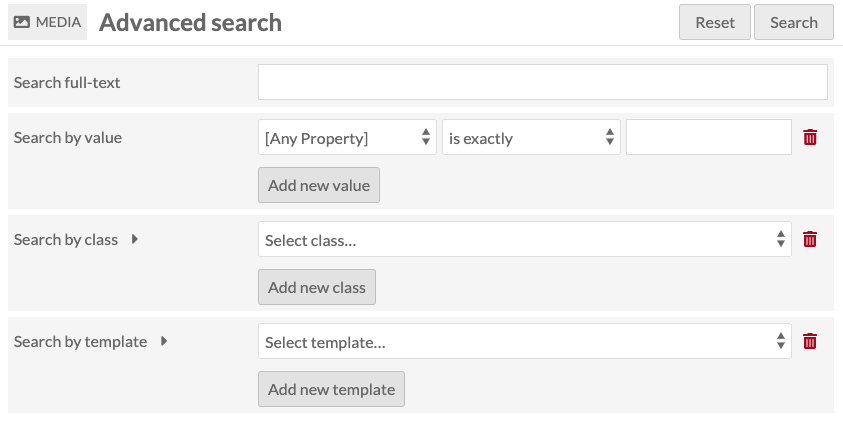 MEDIA Advanced search Reset Search
Search full-text
Search by value [Any Property] is exactly
Add new value
Search by class Select class...
Add new class
Search by template Select template...
Add new template